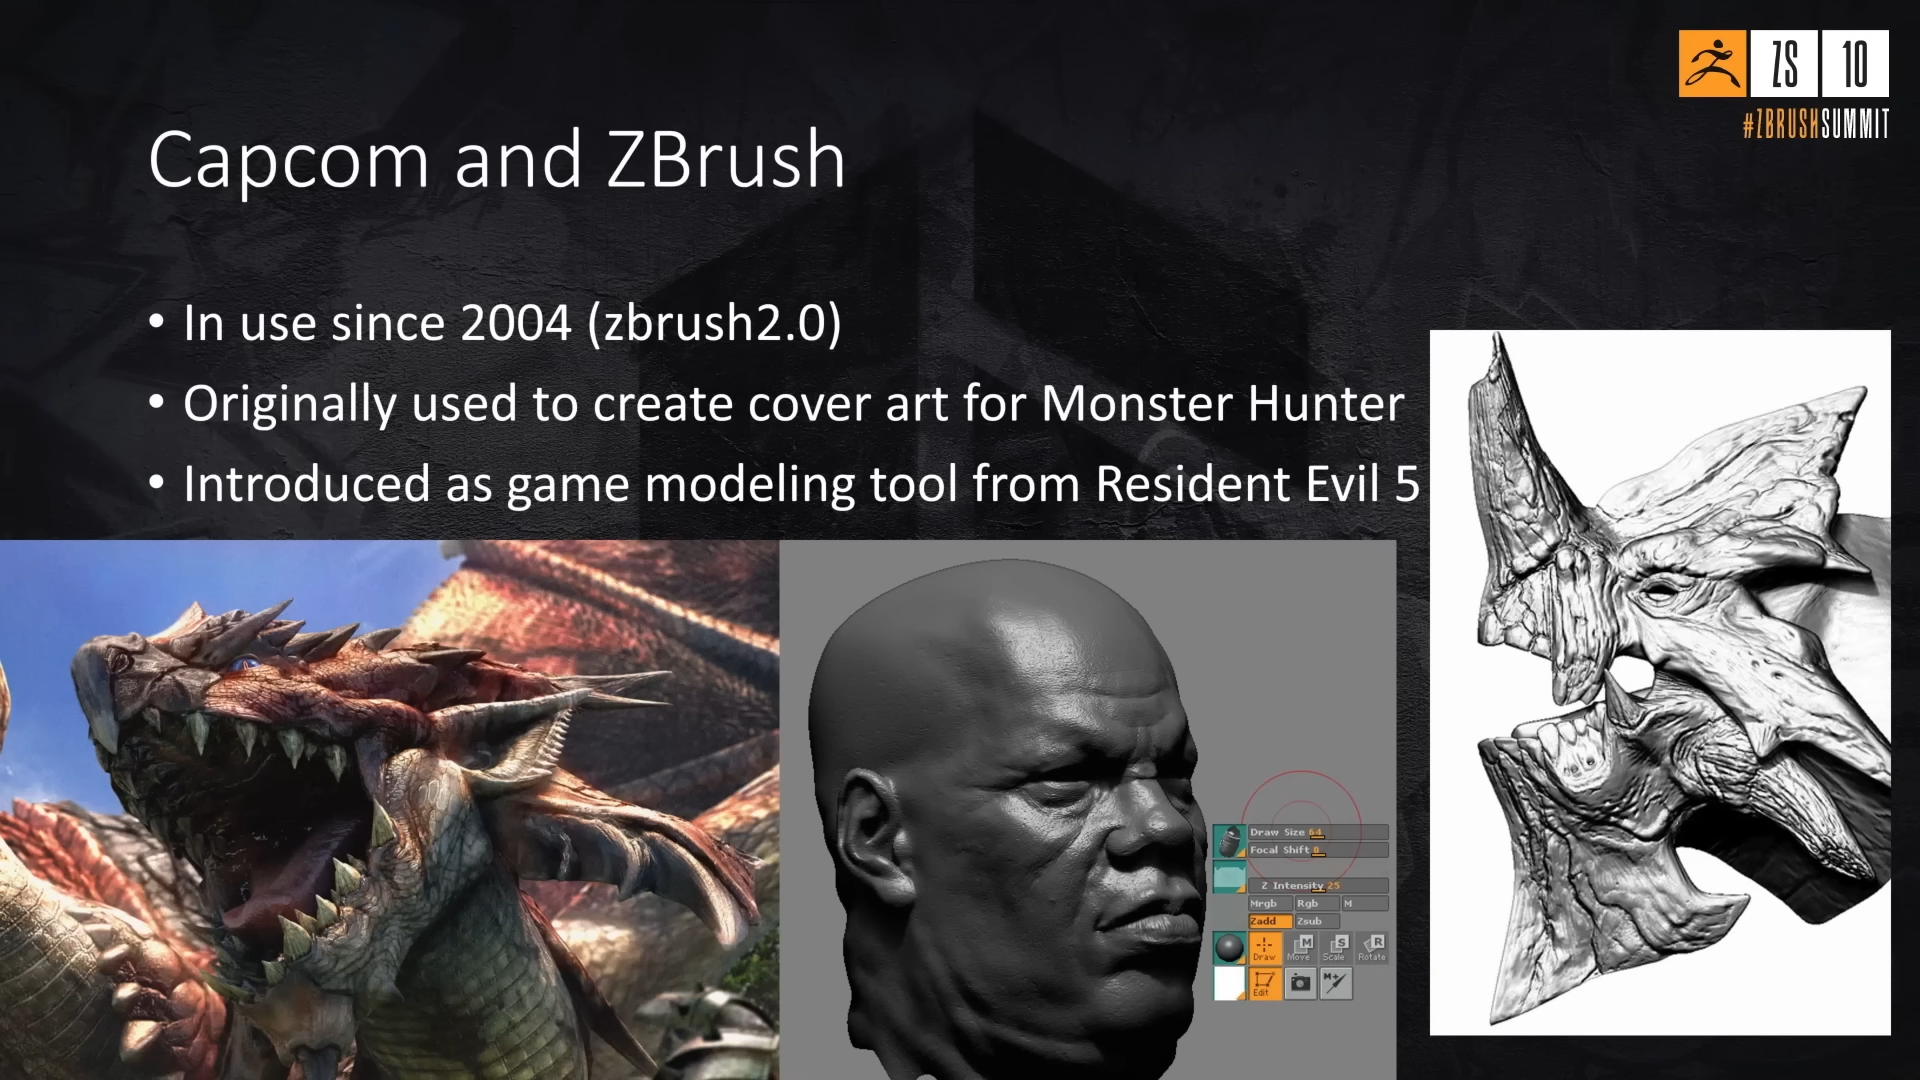 ZS 10
#ZBRUSHSUMMIT
Capcom and ZBrush
• In use since 2004 (zbrush2.0)
• Originally used to create cover art for Monster Hunter
• Introduced as game modeling tool from Resident Evil 5
Draw Size 64
Focal Shift 0
Z Intensity 25
Mrgb Rgb M
Zadd Zsub
M S R
Draw Move Scale Rotate
M+
Edit